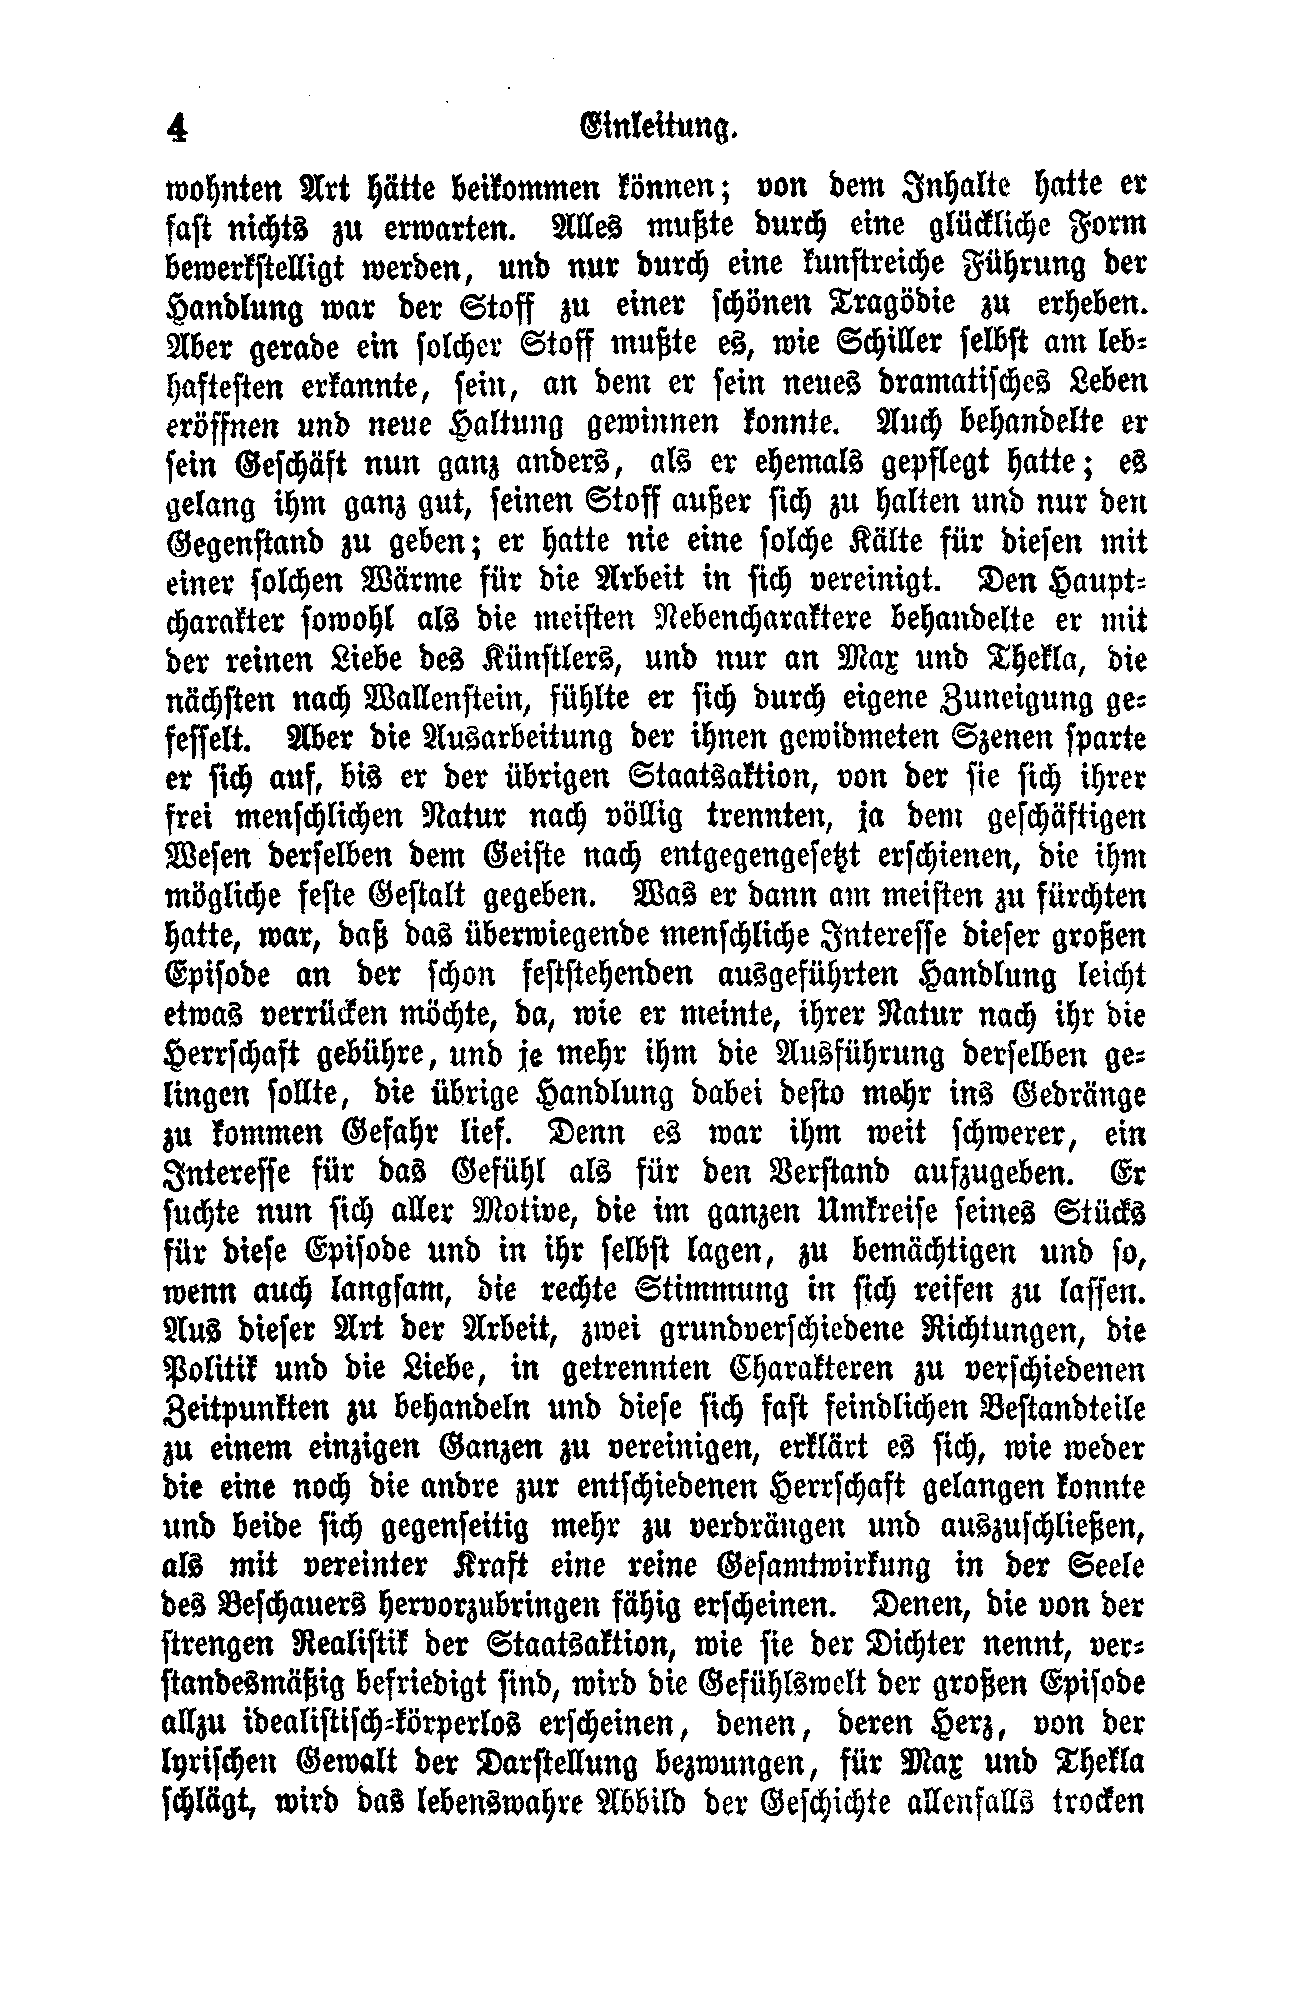 4 Einleitung.
wohnten Art hätte beikommen können; von dem Inhalte hatte er
fast nichts zu erwarten. Alles mußte durch eine glückliche Form
bewerkstelligt werden, und nur durch eine kunstreiche Führung der
Handlung war der Stoff zu einer schönen Tragödie zu erheben.
Aber gerade ein solcher Stoff mußte es, wie Schiller selbst am leb-
haftesten erkannte, sein, an dem er sein neues dramatisches Leben
eröffnen und neue Haltung gewinnen konnte. Auch behandelte er
sein Geschäft nun ganz anders, als er ehemals gepflegt hatte; es
gelang ihm ganz gut, seinen Stoff außer sich zu halten und nur den
Gegenstand zu geben; er hatte nie eine solche Kälte für diesen mit
einer solchen Wärme für die Arbeit in sich vereinigt. Den Haupt-
charakter sowohl als die meisten Nebencharaktere behandelte er mit
der reinen Liebe des Künstlers, und nur an Max und Thekla, die
nächsten nach Wallenstein, fühlte er sich durch eigene Zuneigung ge-
fesselt. Aber die Ausarbeitung der ihnen gewidmeten Szenen sparte
er sich auf, bis er der übrigen Staatsaktion, von der sie sich ihrer
frei menschlichen Natur nach völlig trennten, ja dem geschäftigen
Wesen derselben dem Geiste nach entgegengesetzt erschienen, die ihm
mögliche feste Gestalt gegeben. Was er dann am meisten zu fürchten
hatte, war, daß das überwiegende menschliche Interesse dieser großen
Episode an der schon feststehenden ausgeführten Handlung leicht
etwas verrücken möchte, da, wie er meinte, ihrer Natur nach ihr die
Herrschaft gebühre, und je mehr ihm die Ausführung derselben ge-
lingen sollte, die übrige Handlung dabei desto mehr ins Gedränge
zu kommen Gefahr lief. Denn es war ihm weit schwerer, ein
Interesse für das Gefühl als für den Verstand aufzugeben. Er
suchte nun sich aller Motive, die im ganzen Umkreise seines Stücks
für diese Episode und in ihr selbst lagen, zu bemächtigen und so,
wenn auch langsam, die rechte Stimmung in sich reifen zu lassen.
Aus dieser Art der Arbeit, zwei grundverschiedene Richtungen, die
Politik und die Liebe, in getrennten Charakteren zu verschiedenen
Zeitpunkten zu behandeln und diese sich fast feindlichen Bestandteile
zu einem einzigen Ganzen zu vereinigen, erklärt es sich, wie weder
die eine noch die andre zur entschiedenen Herrschaft gelangen konnte
und beide sich gegenseitig mehr zu verdrängen und auszuschließen,
als mit vereinter Kraft eine reine Gesamtwirkung in der Seele
des Beschauers hervorzubringen fähig erscheinen. Denen, die von der
strengen Realistik der Staatsaktion, wie sie der Dichter nennt, ver-
standesmäßig befriedigt sind, wird die Gefühlswelt der großen Episode
allzu idealistisch-körperlos erscheinen, denen, deren Herz, von der
lyrischen Gewalt der Darstellung bezwungen, für Max und Thekla
schlägt, wird das lebenswahre Abbild der Geschichte allenfalls trocken